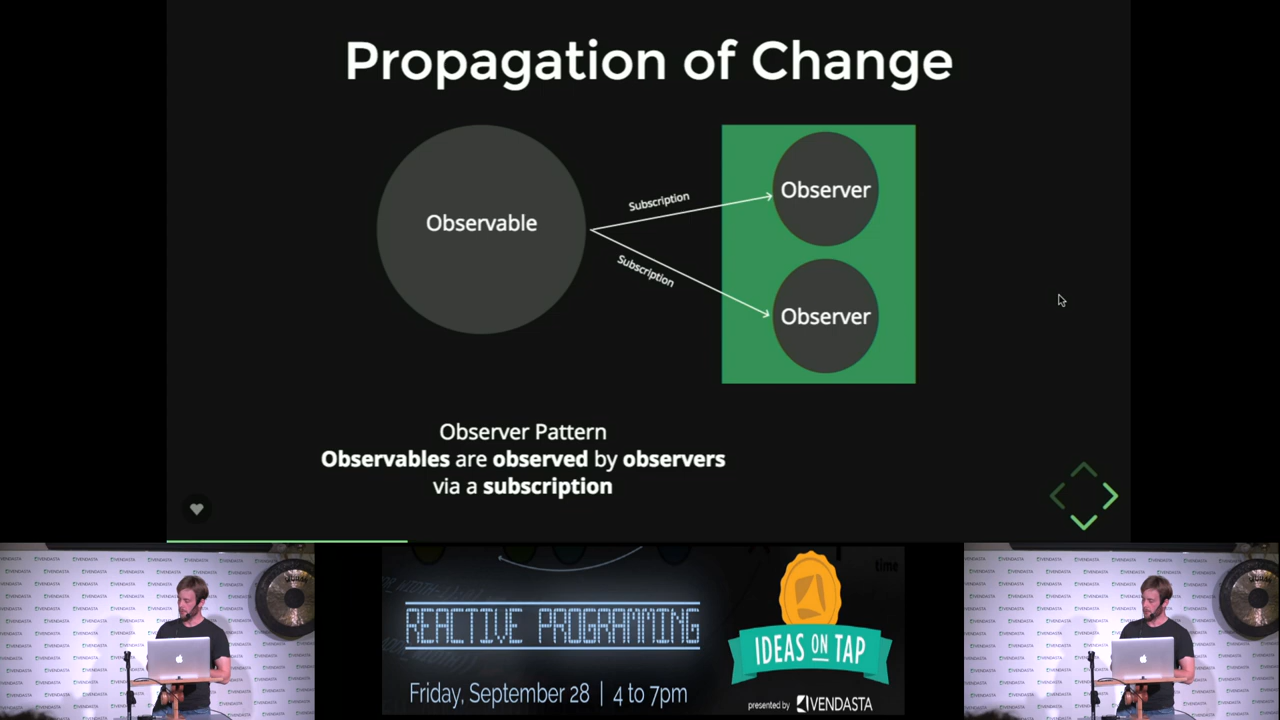 Propagation of Change
Observable
Subscription
Subscription
Observer
Observer
Observer Pattern
Observables are observed by observers
via a subscription
time
REACTIVE PROGRAMMING
Friday, September 28 | 4 to 7pm
IDEAS ON TAP
presented by VENDASTA